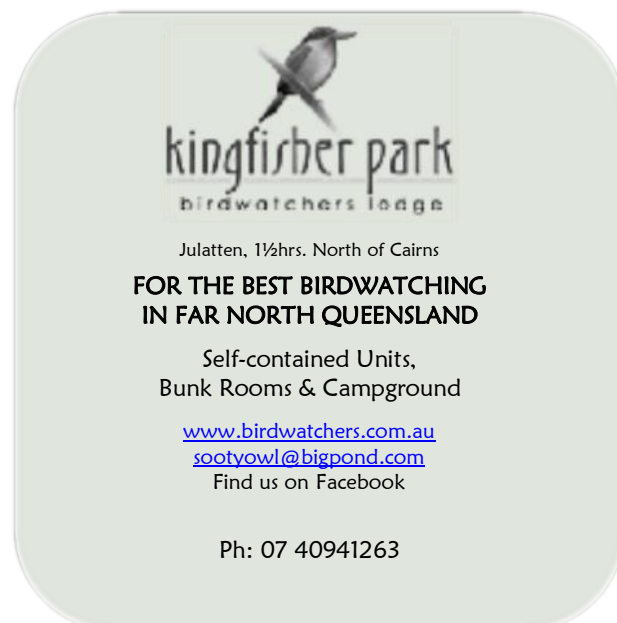 kingfisher park
birdwatchers lodge
Julatten, 1½hrs. North of Cairns
FOR THE BEST BIRDWATCHING
IN FAR NORTH QUEENSLAND
Self-contained Units,
Bunk Rooms & Campground
www.birdwatchers.com.au
sootyowl@bigpond.com
Find us on Facebook
Ph: 07 40941263